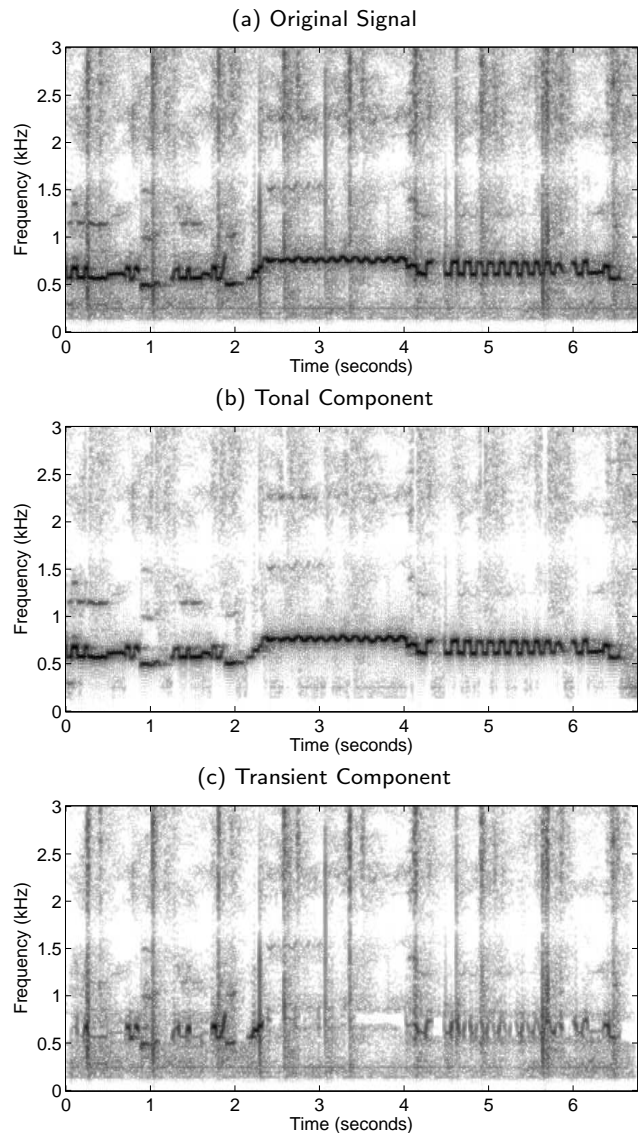 (a) Original Signal
3
2.5
2
1.5
1
0.5
0
Frequency (kHz)
0 1 2 3 4 5 6
Time (seconds)
(b) Tonal Component
3
2.5
2
1.5
1
0.5
0
Frequency (kHz)
0 1 2 3 4 5 6
Time (seconds)
(c) Transient Component
3
2.5
2
1.5
1
0.5
0
Frequency (kHz)
0 1 2 3 4 5 6
Time (seconds)